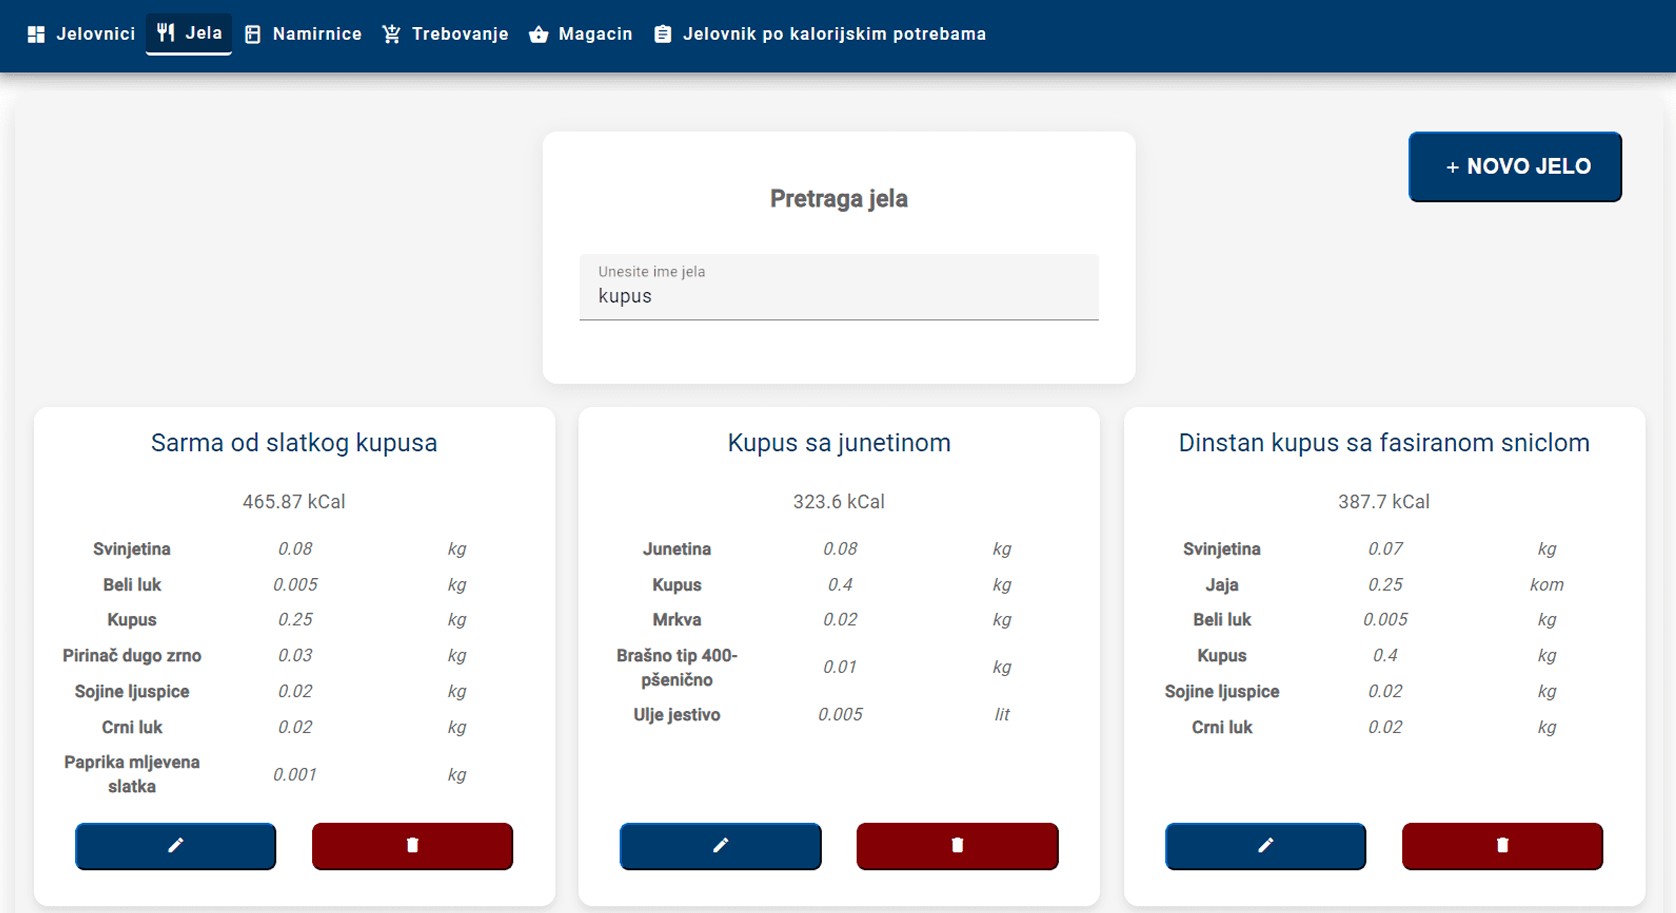 Jelovnici Jela Namirnice Trebovanje Magacin Jelovnik po kalorijskim potrebama
+ NOVO JELO
Pretraga jela
Unesite ime jela
kupus
Sarma od slatkog kupusa
465.87 kCal
Svinjetina 0.08 kg
Beli luk 0.005 kg
Kupus 0.25 kg
Pirinač dugo zrno 0.03 kg
Sojine ljuspice 0.02 kg
Crni luk 0.02 kg
Paprika mljevena
slatka 0.001 kg
Kupus sa junetinom
323.6 kCal
Junetina 0.08 kg
Kupus 0.4 kg
Mrkva 0.02 kg
Brašno tip 400-
pšenično 0.01 kg
Ulje jestivo 0.005 lit
Dinstan kupus sa fasiranom sniclom
387.7 kCal
Svinjetina 0.07 kg
Jaja 0.25 kom
Beli luk 0.005 kg
Kupus 0.4 kg
Sojine ljuspice 0.02 kg
Crni luk 0.02 kg